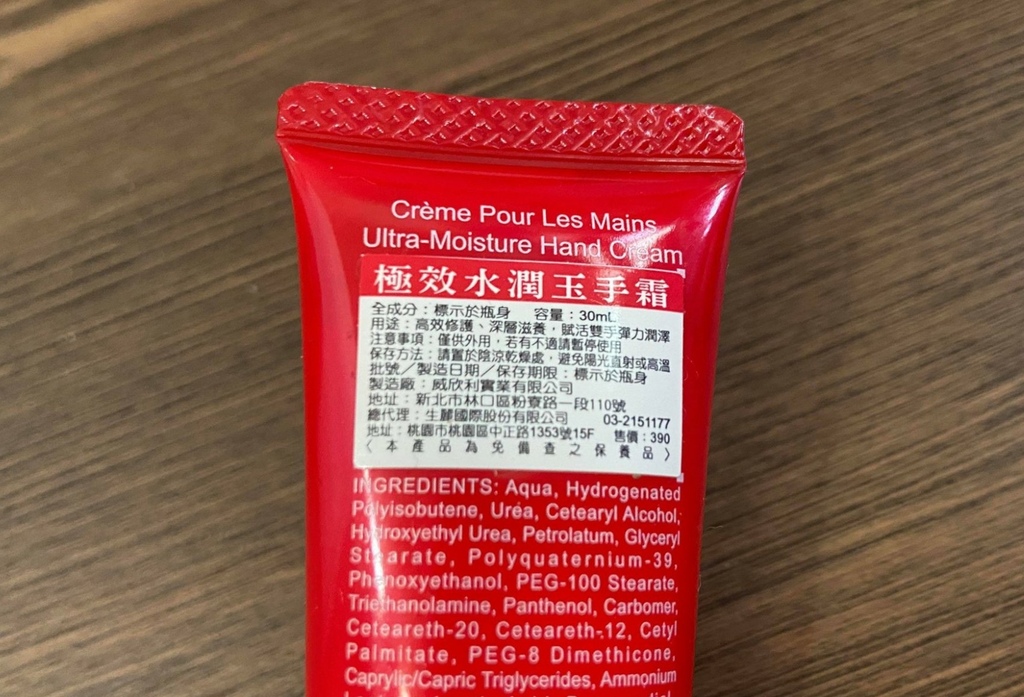 Crème Pour Les Mains
Ultra-Moisture Hand Cream
極效水潤玉手霜
全成分：標示於瓶身 容量：30mL
用途：高效修護、深層滋養，賦活雙手彈力潤澤
注意事項：僅供外用，若有不適請暫停使用
保存方法：請置於陰涼乾燥處，避免陽光直射或高溫
批號／製造日期／保存期限：標示於瓶身
製造廠：威欣利實業有限公司
地址：新北市林口區粉寮路一段110號
總代理：生麗國際股份有限公司 03-2151177
地址：桃園市桃園區中正路1353號15F 售價：390
〈本產品為免備查之保養品〉
INGREDIENTS: Aqua, Hydrogenated
Polyisobutene, Uréa, Cetearyl Alcohol,
Hydroxyethyl Urea, Petrolatum, Glyceryl
Stearate, Polyquaternium-39,
Phenoxyethanol, PEG-100 Stearate,
Triethanolamine, Panthenol, Carbomer,
Ceteareth-20, Ceteareth-12, Cetyl
Palmitate, PEG-8 Dimethicone,
Caprylic/Capric Triglycerides, Ammonium